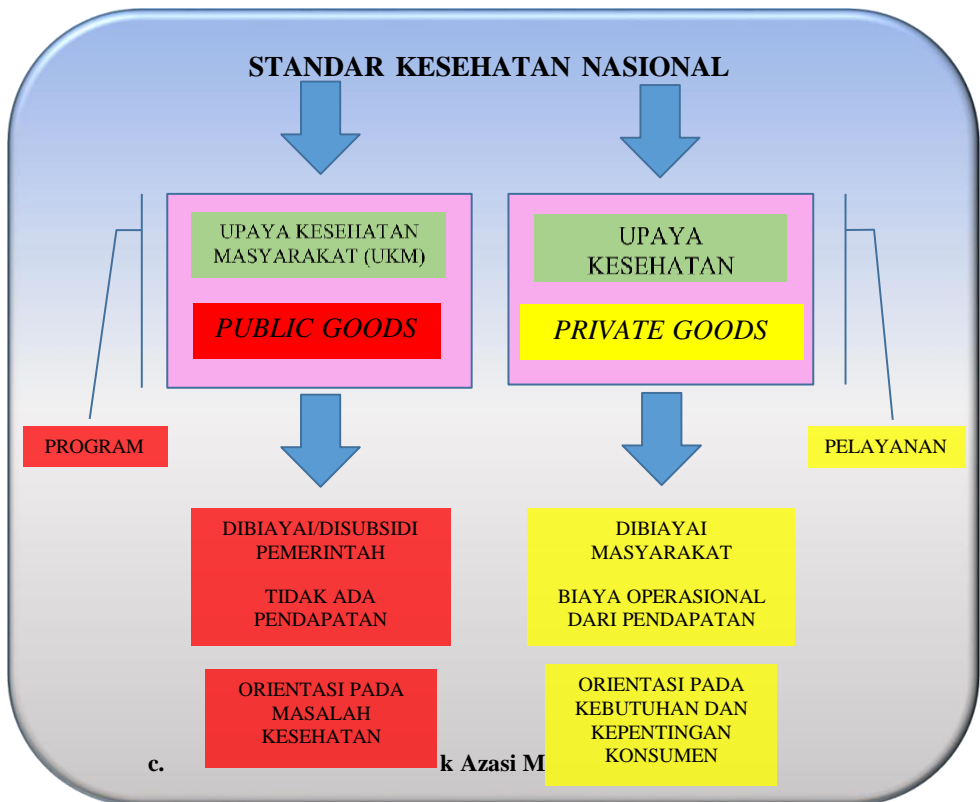 STANDAR KESEHATAN NASIONAL
UPAYA KESEHATAN
MASYARAKAT (UKM)
PUBLIC GOODS
UPAYA
KESEHATAN
PRIVATE GOODS
PROGRAM
PELAYANAN
DIBIAYAI/DISUBSIDI
PEMERINTAH
TIDAK ADA
PENDAPATAN
DIBIAYAI
MASYARAKAT
BIAYA OPERASIONAL
DARI PENDAPATAN
ORIENTASI PADA
MASALAH
KESEHATAN
ORIENTASI PADA
KEBUTUHAN DAN
KEPENTINGAN
KONSUMEN
c. k Azasi M